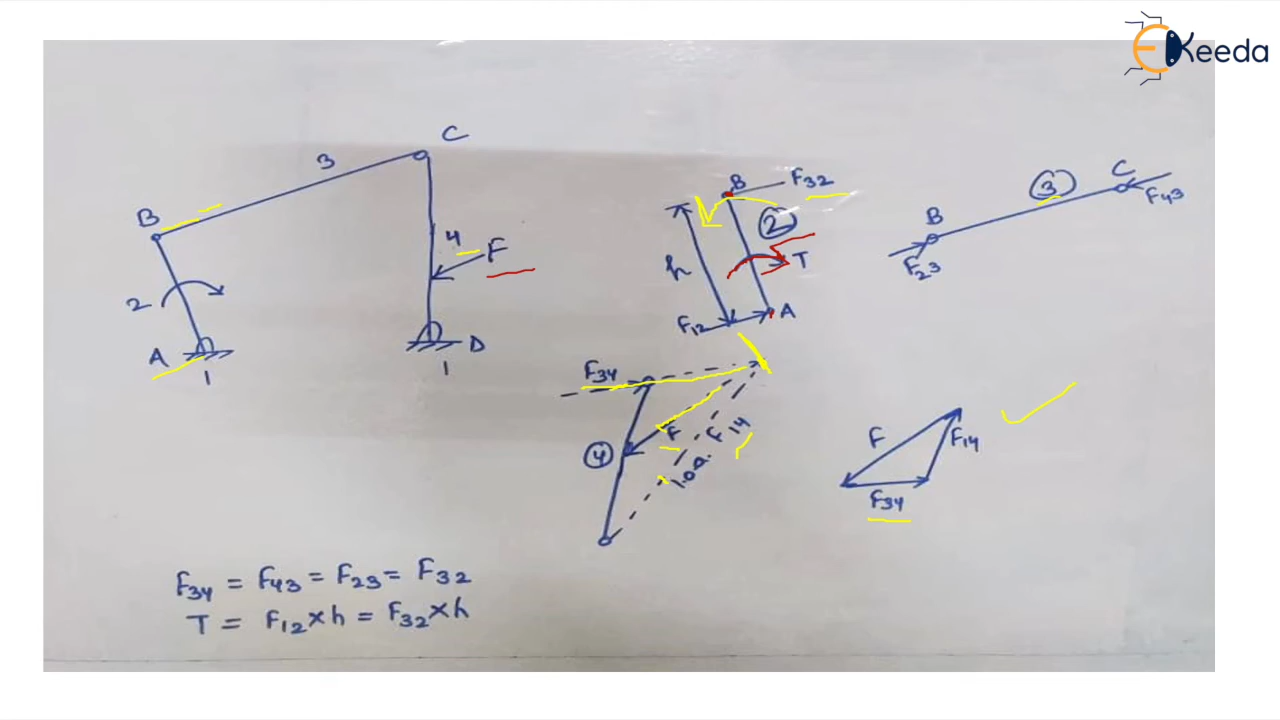 EKeeda
C
3
B
2
4
F
A
1
D
1
B
F32
2
h
T
F12
A
3
C
F43
B
F23
F34
F
4
l.o.a. F14
F
F14
F34
F34 = F43 = F23 = F32
T = F12 × h = F32 × h